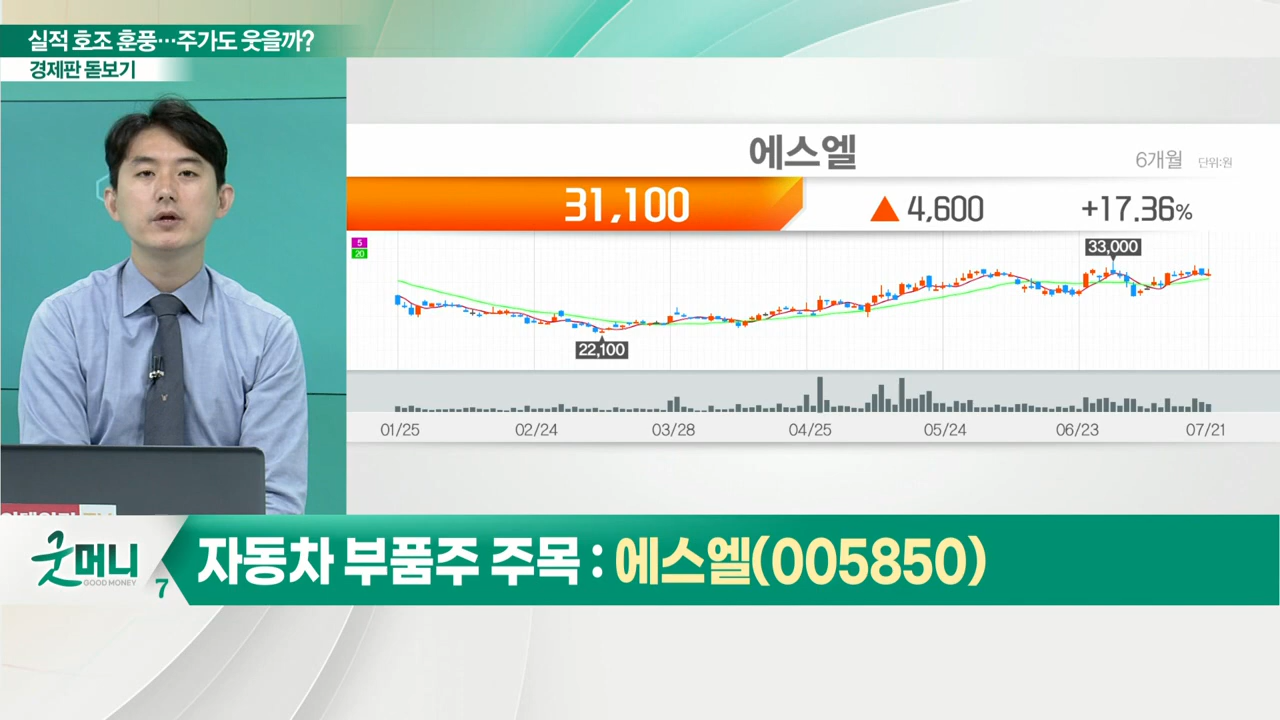 실적 호조 훈풍…주가도 웃을까?
경제판 돋보기
에스엘
6개월 단위:원
31,100 ▲ 4,600 +17.36%
5
20
33,000
22,100
01/25 02/24 03/28 04/25 05/24 06/23 07/21
굿머니
GOOD MONEY
7
자동차 부품주 주목 : 에스엘(005850)